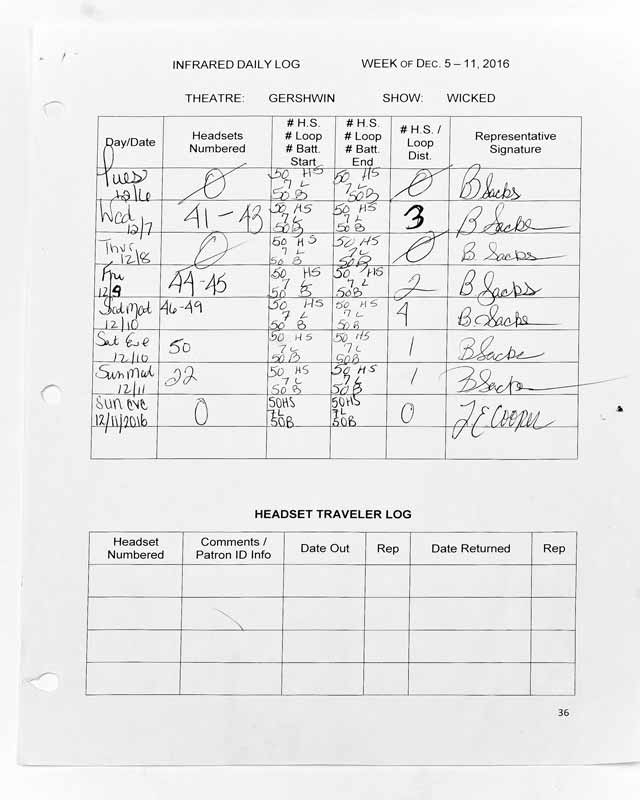 INFRARED DAILY LOG WEEK OF DEC. 5 – 11, 2016
THEATRE: GERSHWIN SHOW: WICKED
Day/Date
Headsets Numbered
# H.S. # Loop # Batt. Start
# H.S. # Loop # Batt. End
# H.S. / Loop Dist.
Representative Signature
Tues 12/6 0 50 HS 7 L 50 B 50 HS 7 L 50B 0 B Sacks
Wed 12/7 41 - 43 50 HS 7 L 50 B 50 HS 7 L 50B 3 B Sacks
Thur 12/8 0 50 HS 7 L 50 B 50 HS 7 L 50B 0 B Sacks
Fri 12/9 44-45 50 HS 7 L 50 B 50 HS 7 L 50B 2 B Sacks
Sat Mat 12/10 46-49 50 HS 7 L 50 B 50 HS 7 L 50B 4 B Sacks
Sat Eve 12/10 50 50 HS 7 L 50 B 50 HS 7 L 50B 1 B Sacks
Sun Mat 12/11 22 50 HS 7 L 50 B 50 HS 7 L 50B 1 B Sacks
Sun eve 12/11/2016 0 50HS 7L 50B 50HS 7L 50B 0 J E Cooper
HEADSET TRAVELER LOG
Headset Numbered
Comments / Patron ID Info
Date Out
Rep
Date Returned
Rep
36